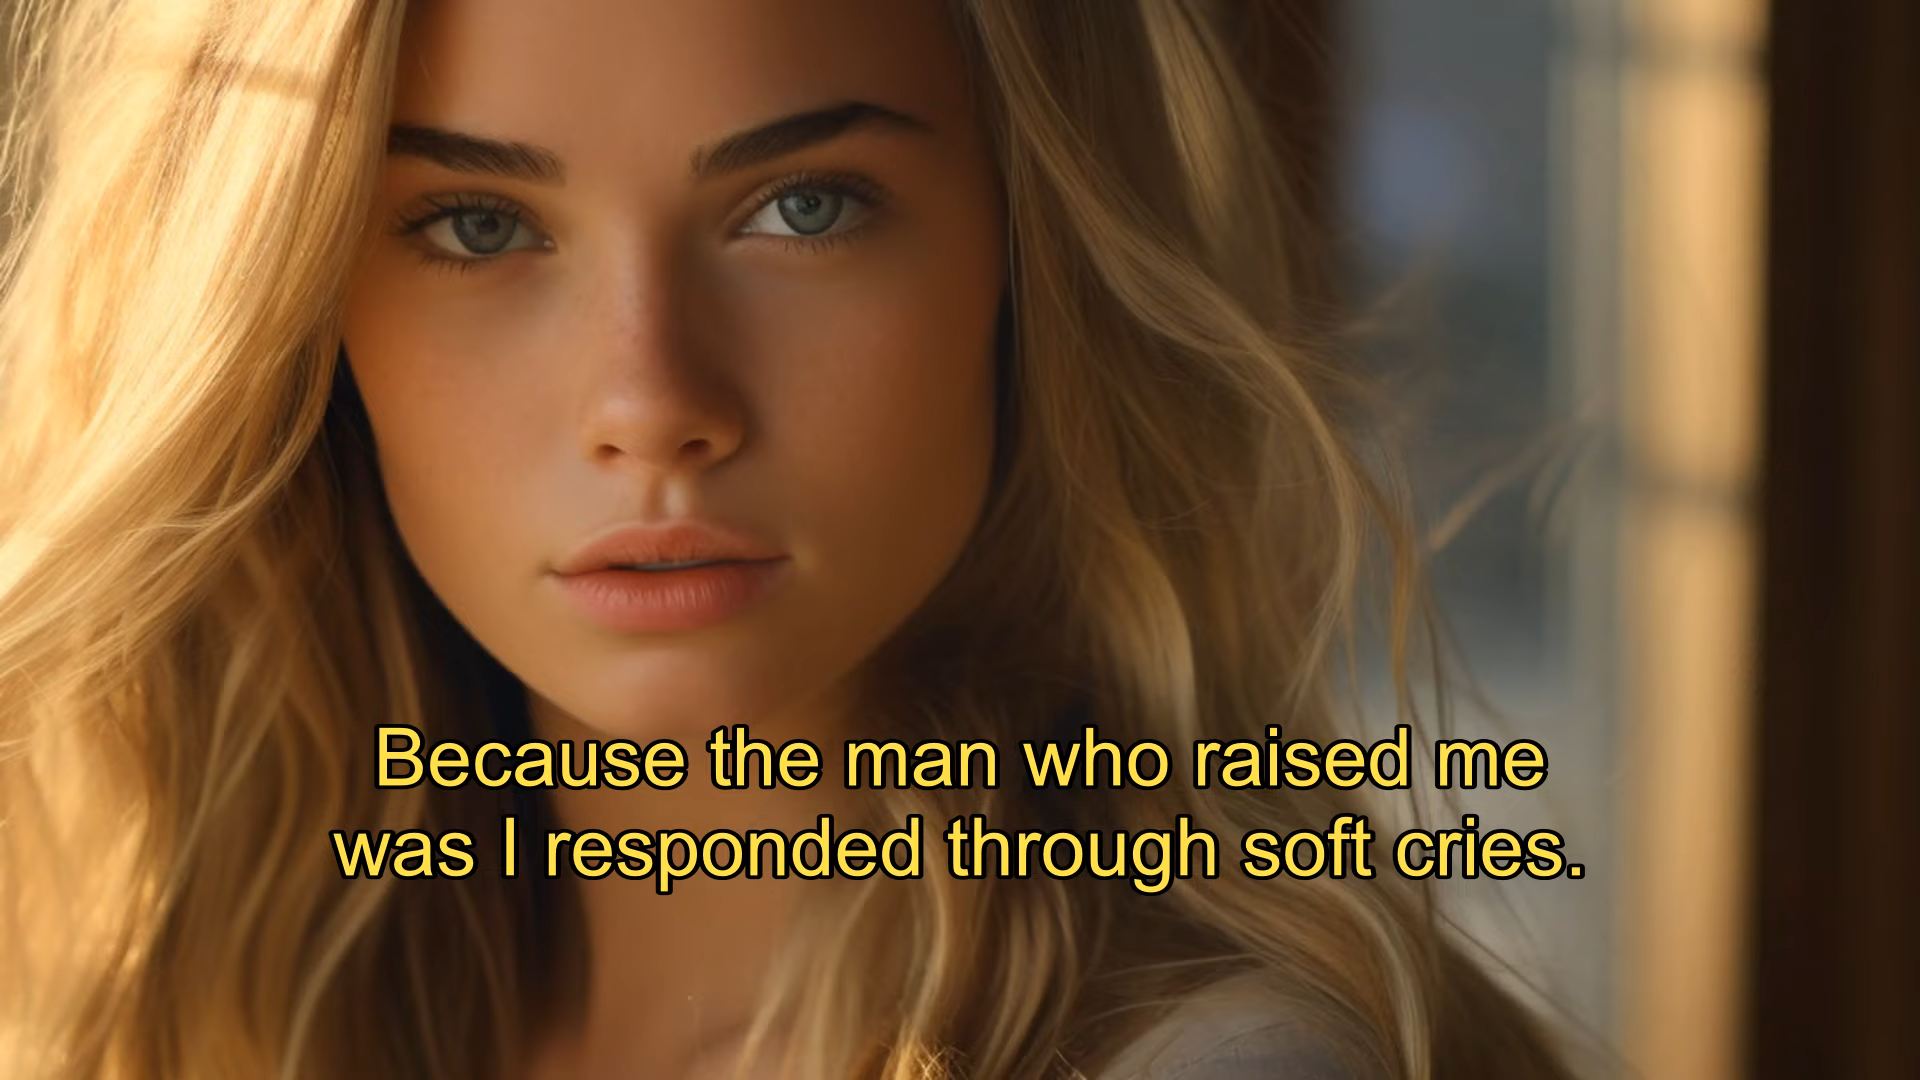 Because the man who raised me
was I responded through soft cries.